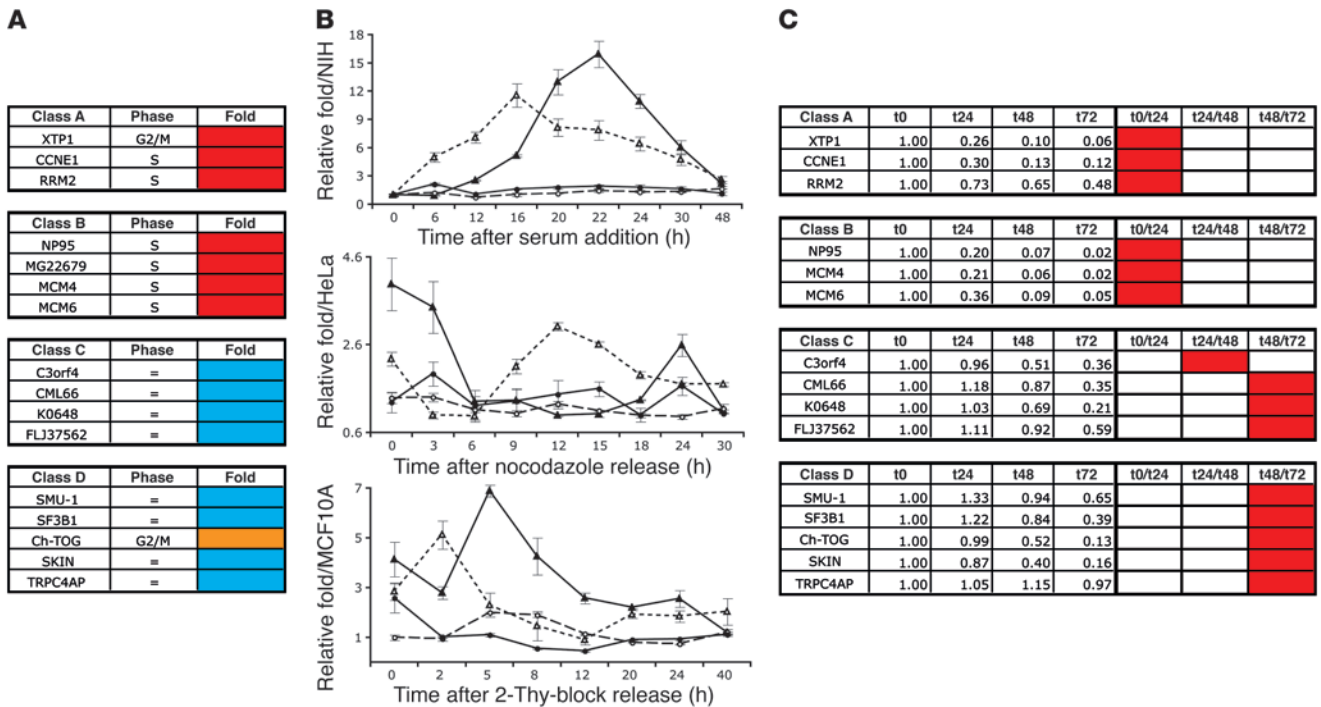 A
Class A Phase Fold
XTP1 G2/M
CCNE1 S
RRM2 S
Class B Phase Fold
NP95 S
MG22679 S
MCM4 S
MCM6 S
Class C Phase Fold
C3orf4 =
CML66 =
K0648 =
FLJ37562 =
Class D Phase Fold
SMU-1 =
SF3B1 =
Ch-TOG G2/M
SKIN =
TRPC4AP =
B
Relative fold/NIH
18
15
12
9
6
3
0
0 6 12 16 20 22 24 30 48
Time after serum addition (h)
Relative fold/HeLa
4.6
2.6
0.6
0 3 6 9 12 15 18 24 30
Time after nocodazole release (h)
Relative fold/MCF10A
7
5
3
1
0 2 5 8 12 20 24 40
Time after 2-Thy-block release (h)
C
Class A t0 t24 t48 t72 t0/t24 t24/t48 t48/t72
XTP1 1.00 0.26 0.10 0.06
CCNE1 1.00 0.30 0.13 0.12
RRM2 1.00 0.73 0.65 0.48
Class B t0 t24 t48 t72 t0/t24 t24/t48 t48/t72
NP95 1.00 0.20 0.07 0.02
MCM4 1.00 0.21 0.06 0.02
MCM6 1.00 0.36 0.09 0.05
Class C t0 t24 t48 t72 t0/t24 t24/t48 t48/t72
C3orf4 1.00 0.96 0.51 0.36
CML66 1.00 1.18 0.87 0.35
K0648 1.00 1.03 0.69 0.21
FLJ37562 1.00 1.11 0.92 0.59
Class D t0 t24 t48 t72 t0/t24 t24/t48 t48/t72
SMU-1 1.00 1.33 0.94 0.65
SF3B1 1.00 1.22 0.84 0.39
Ch-TOG 1.00 0.99 0.52 0.13
SKIN 1.00 0.87 0.40 0.16
TRPC4AP 1.00 1.05 1.15 0.97